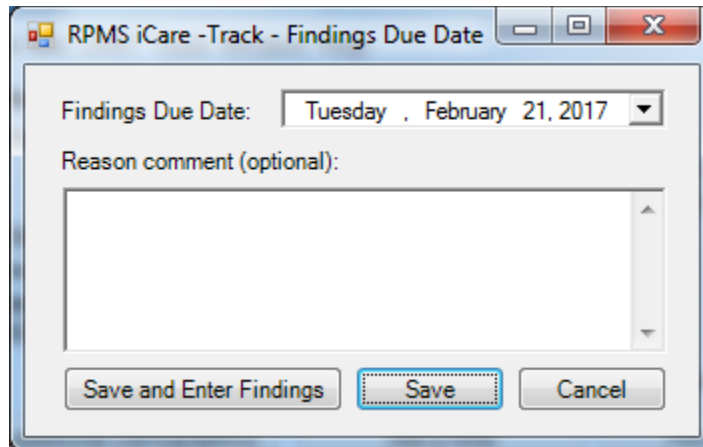 RPMS iCare -Track - Findings Due Date
Findings Due Date: Tuesday , February 21, 2017
Reason comment (optional):
Save and Enter Findings Save Cancel